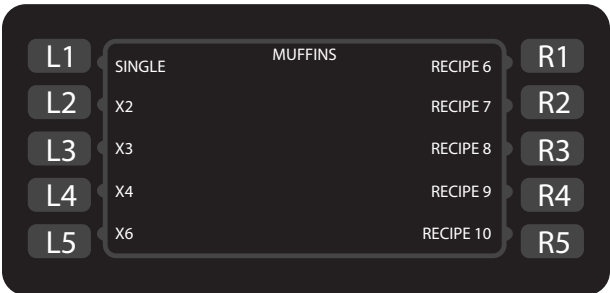 MUFFINS
L1 SINGLE RECIPE 6 R1
L2 X2 RECIPE 7 R2
L3 X3 RECIPE 8 R3
L4 X4 RECIPE 9 R4
L5 X6 RECIPE 10 R5